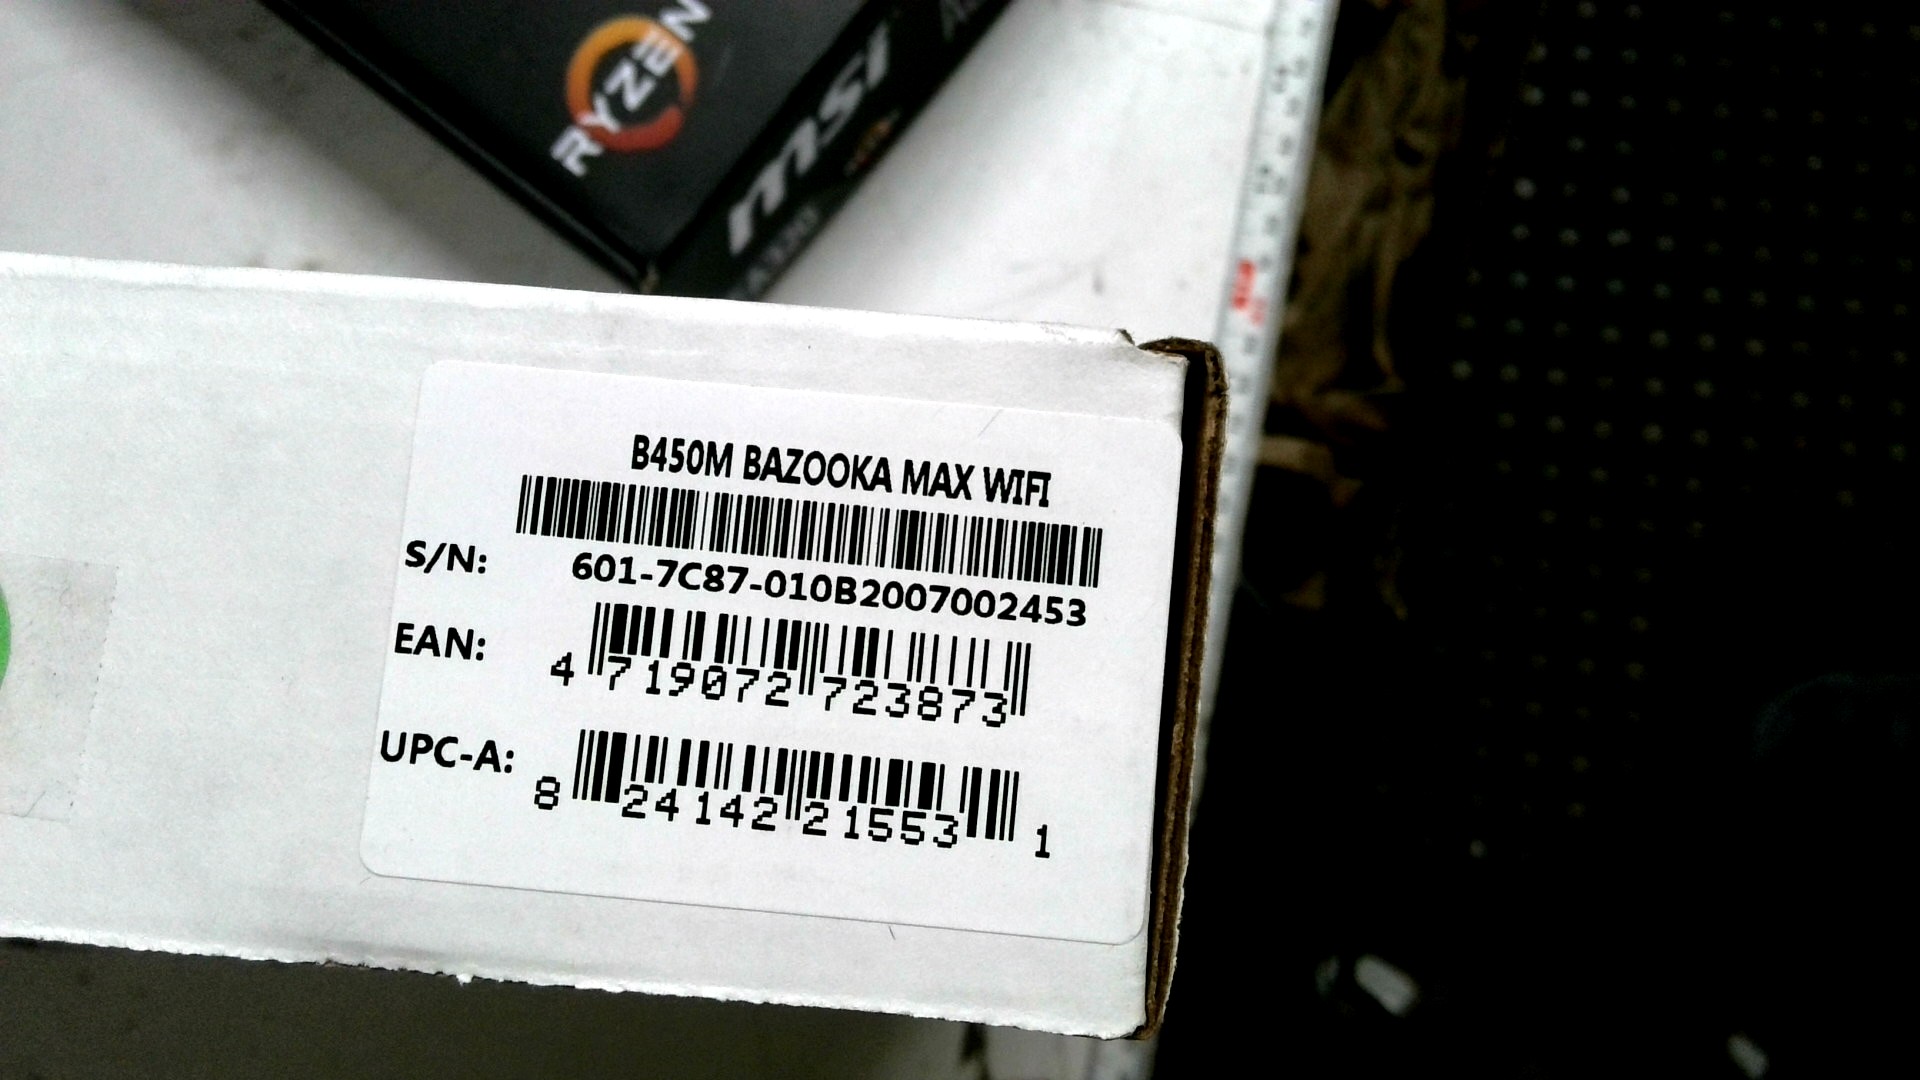 RYZEN
msi
B450M BAZOOKA MAX WIFI
S/N: 601-7C87-010B2007002453
EAN: 4 719072 723873
UPC-A: 8 24142 21553 1